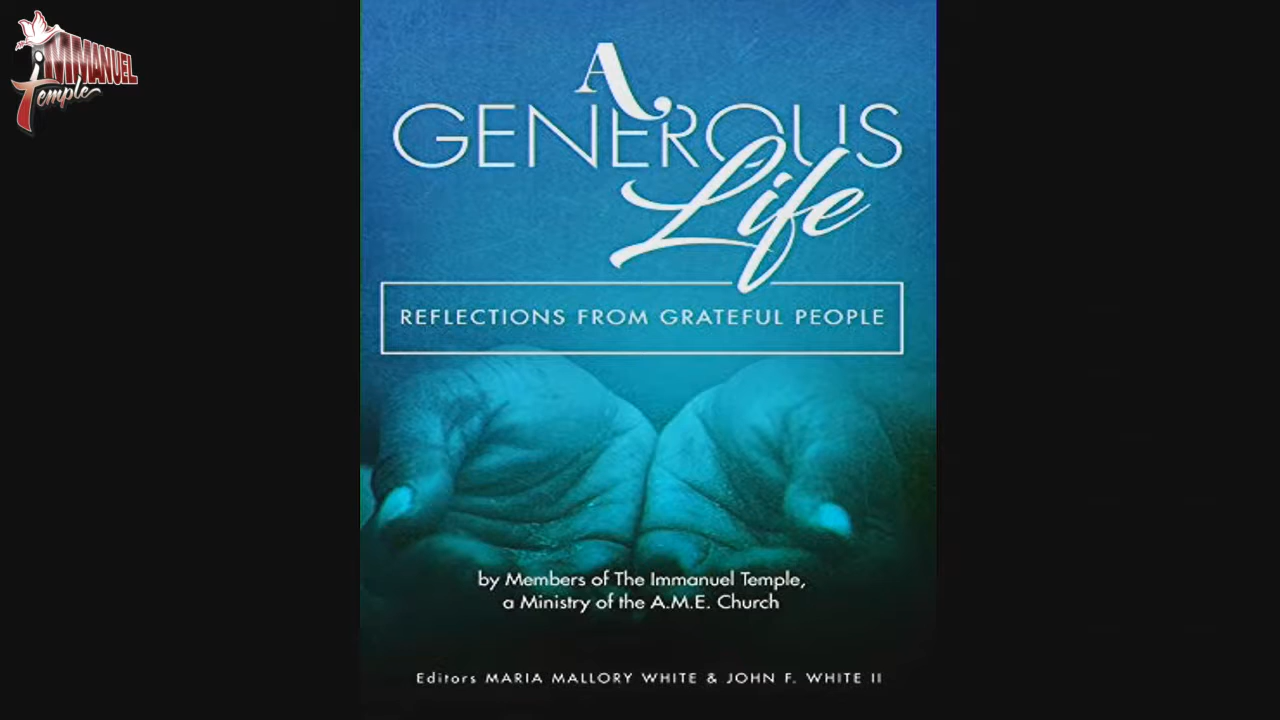 IMMANUEL
Temple
A
GENEROUS
Life
REFLECTIONS FROM GRATEFUL PEOPLE
by Members of The Immanuel Temple,
a Ministry of the A.M.E. Church
Editors MARIA MALLORY WHITE & JOHN F. WHITE II